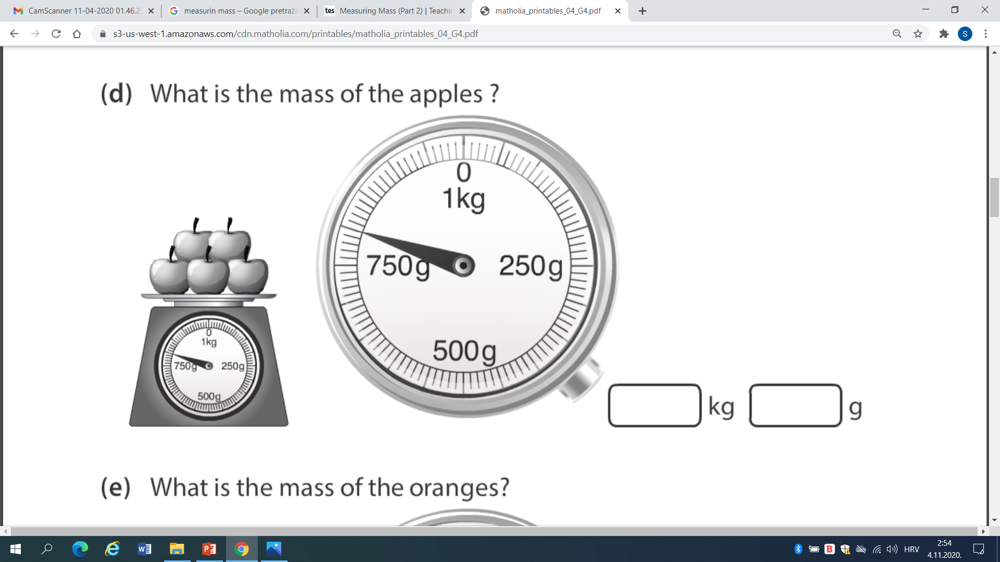 CamScanner 11-04-2020 01.46.2
measurin mass – Google pretraži
tes Measuring Mass (Part 2) | Teachin
matholia_printables_04_G4.pdf
s3-us-west-1.amazonaws.com/cdn.matholia.com/printables/matholia_printables_04_G4.pdf
S
(d) What is the mass of the apples ?
0
1kg
750g 250g
500g
0
1kg
750g 250g
500g
kg g
(e) What is the mass of the oranges?
HRV
2:54
4.11.2020.